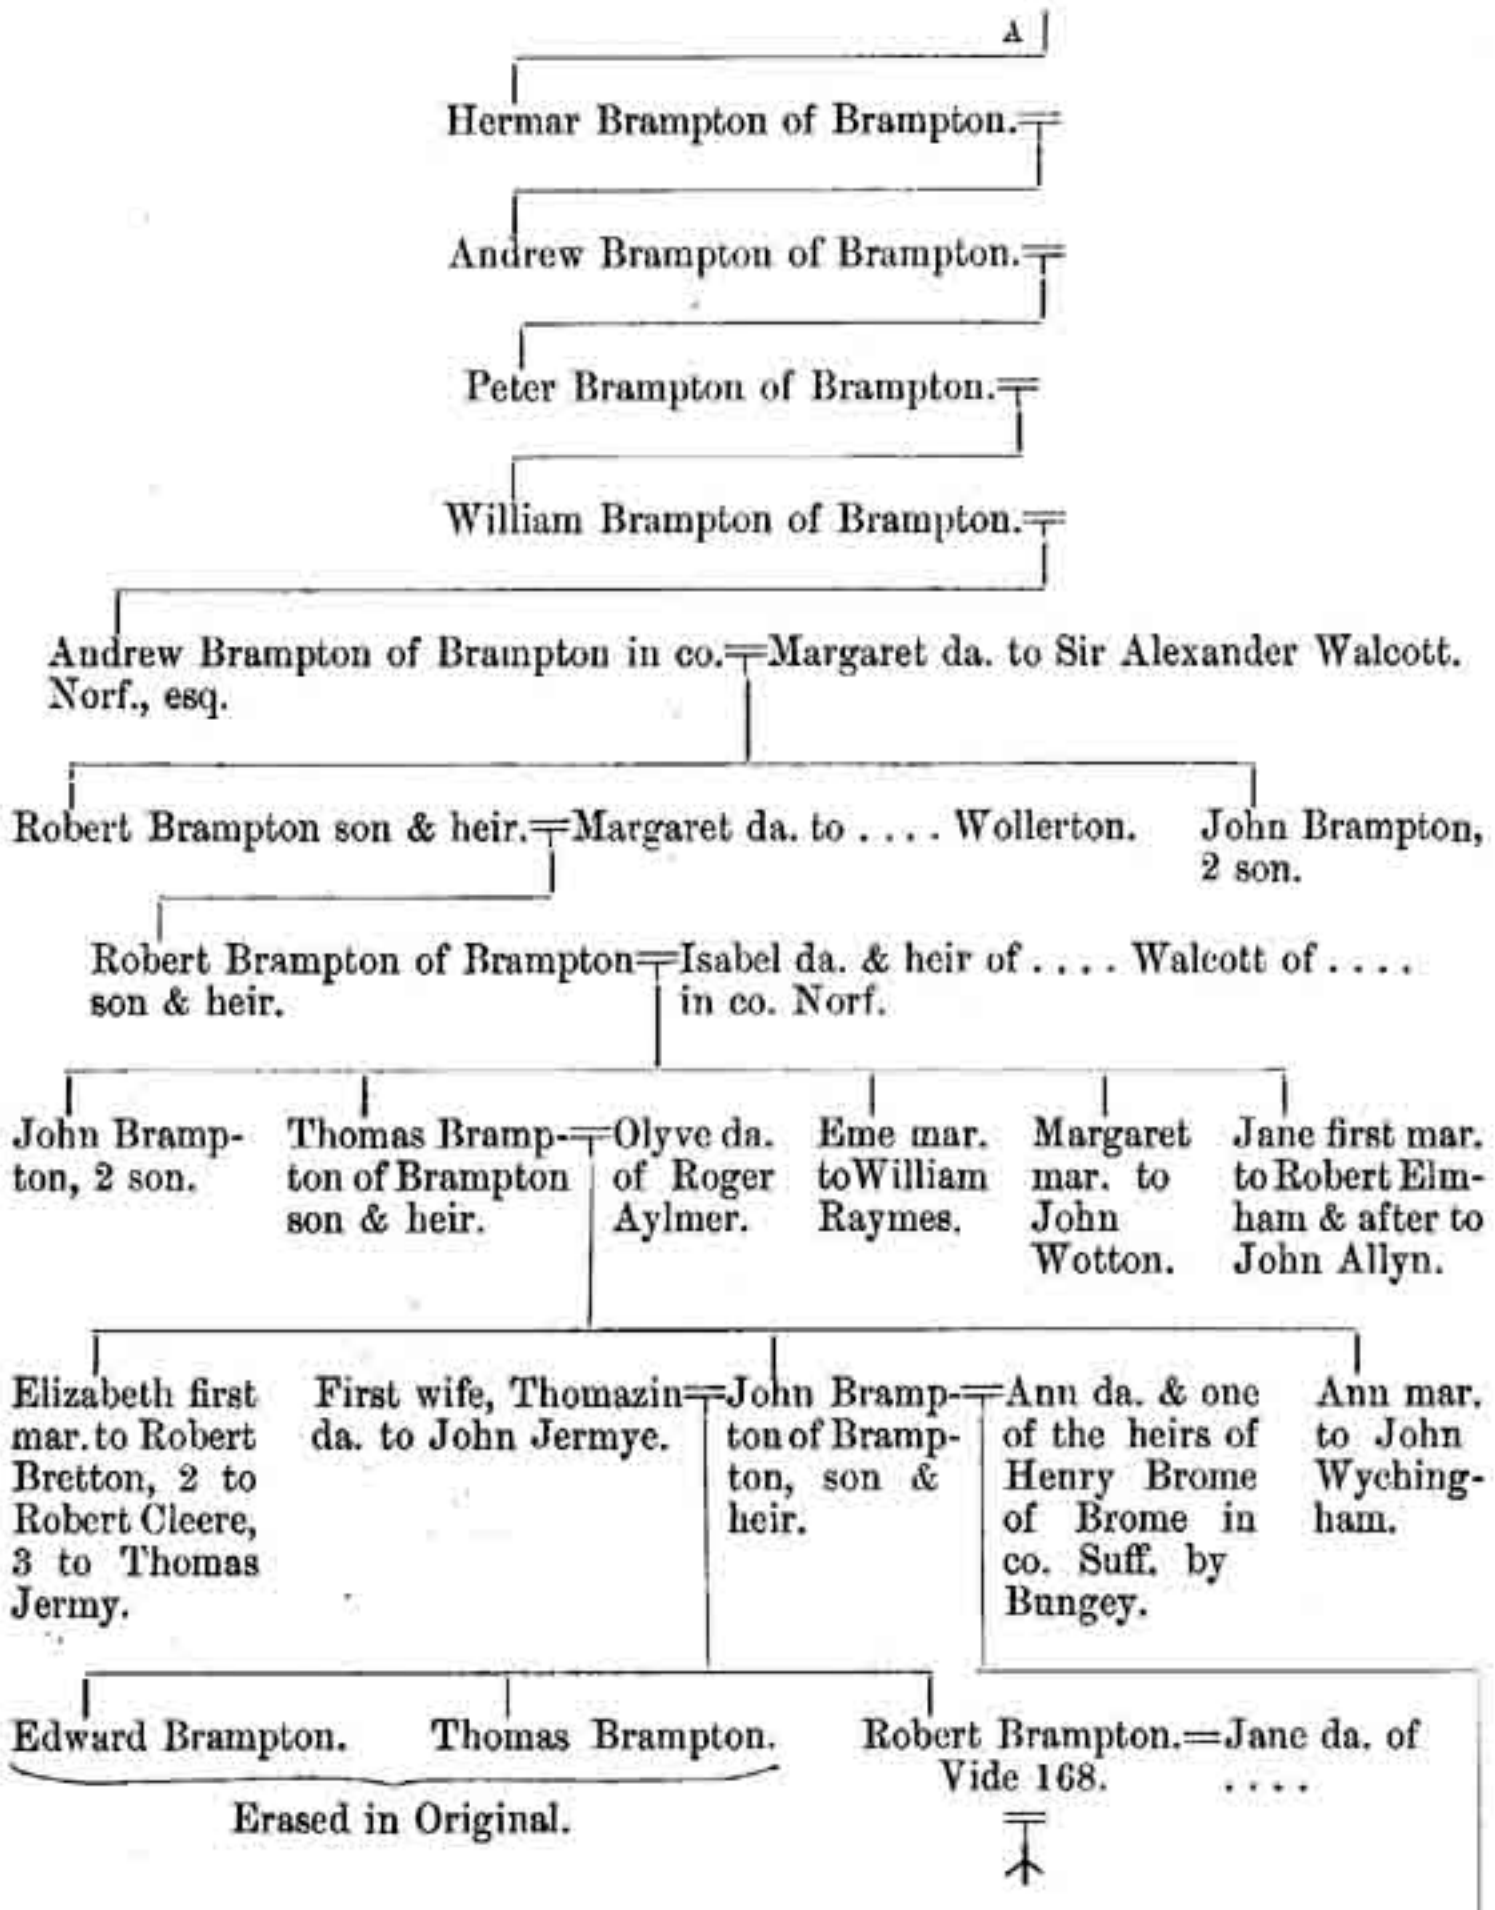 A
Hermar Brampton of Brampton.
Andrew Brampton of Brampton.
Peter Brampton of Brampton.
William Brampton of Brampton.
Andrew Brampton of Brampton in co.
Norf., esq.
Margaret da. to Sir Alexander Walcott.
Robert Brampton son & heir.
Margaret da. to .... Wollerton.
John Brampton,
2 son.
Robert Brampton of Brampton
son & heir.
Isabel da. & heir of .... Walcott of ....
in co. Norf.
John Bramp-
ton, 2 son.
Thomas Bramp-
ton of Brampton
son & heir.
Olyve da.
of Roger
Aylmer.
Eme mar.
to William
Raymes.
Margaret
mar. to
John
Wotton.
Jane first mar.
to Robert Elm-
ham & after to
John Allyn.
Elizabeth first
mar. to Robert
Bretton, 2 to
Robert Cleere,
3 to Thomas
Jermy.
First wife, Thomazin
da. to John Jermye.
John Bramp-
ton of Bramp-
ton, son &
heir.
Ann da. & one
of the heirs of
Henry Brome
of Brome in
co. Suff. by
Bungey.
Ann mar.
to John
Wyching-
ham.
Edward Brampton.
Thomas Brampton.
Erased in Original.
Robert Brampton.
Vide 168.
Jane da. of
....